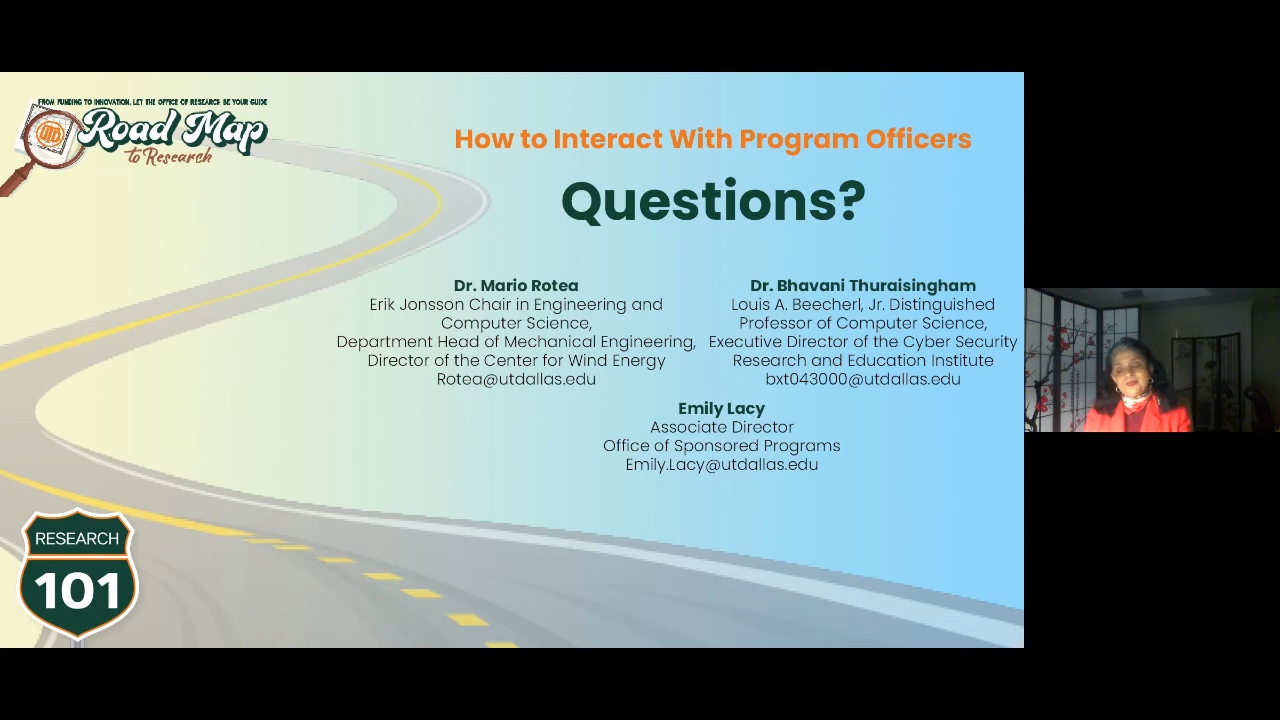 FROM FUNDING TO INNOVATION, LET THE OFFICE OF RESEARCH BE YOUR GUIDE
Road Map
to Research
How to Interact With Program Officers
Questions?
Dr. Mario Rotea
Erik Jonsson Chair in Engineering and
Computer Science,
Department Head of Mechanical Engineering,
Director of the Center for Wind Energy
Rotea@utdallas.edu
Dr. Bhavani Thuraisingham
Louis A. Beecherl, Jr. Distinguished
Professor of Computer Science,
Executive Director of the Cyber Security
Research and Education Institute
bxt043000@utdallas.edu
Emily Lacy
Associate Director
Office of Sponsored Programs
Emily.Lacy@utdallas.edu
RESEARCH
101